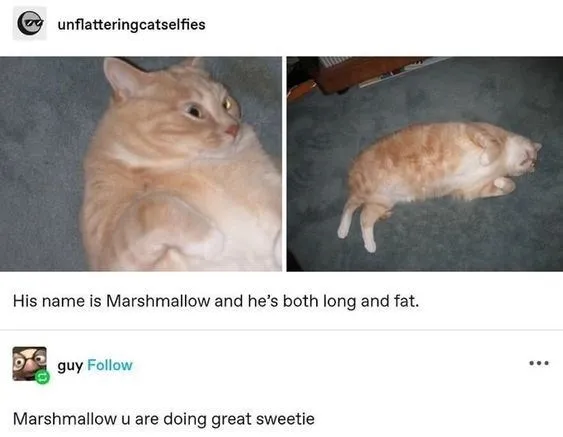 unflatteringcatselfies
His name is Marshmallow and he's both long and fat.
guy Follow
Marshmallow u are doing great sweetie